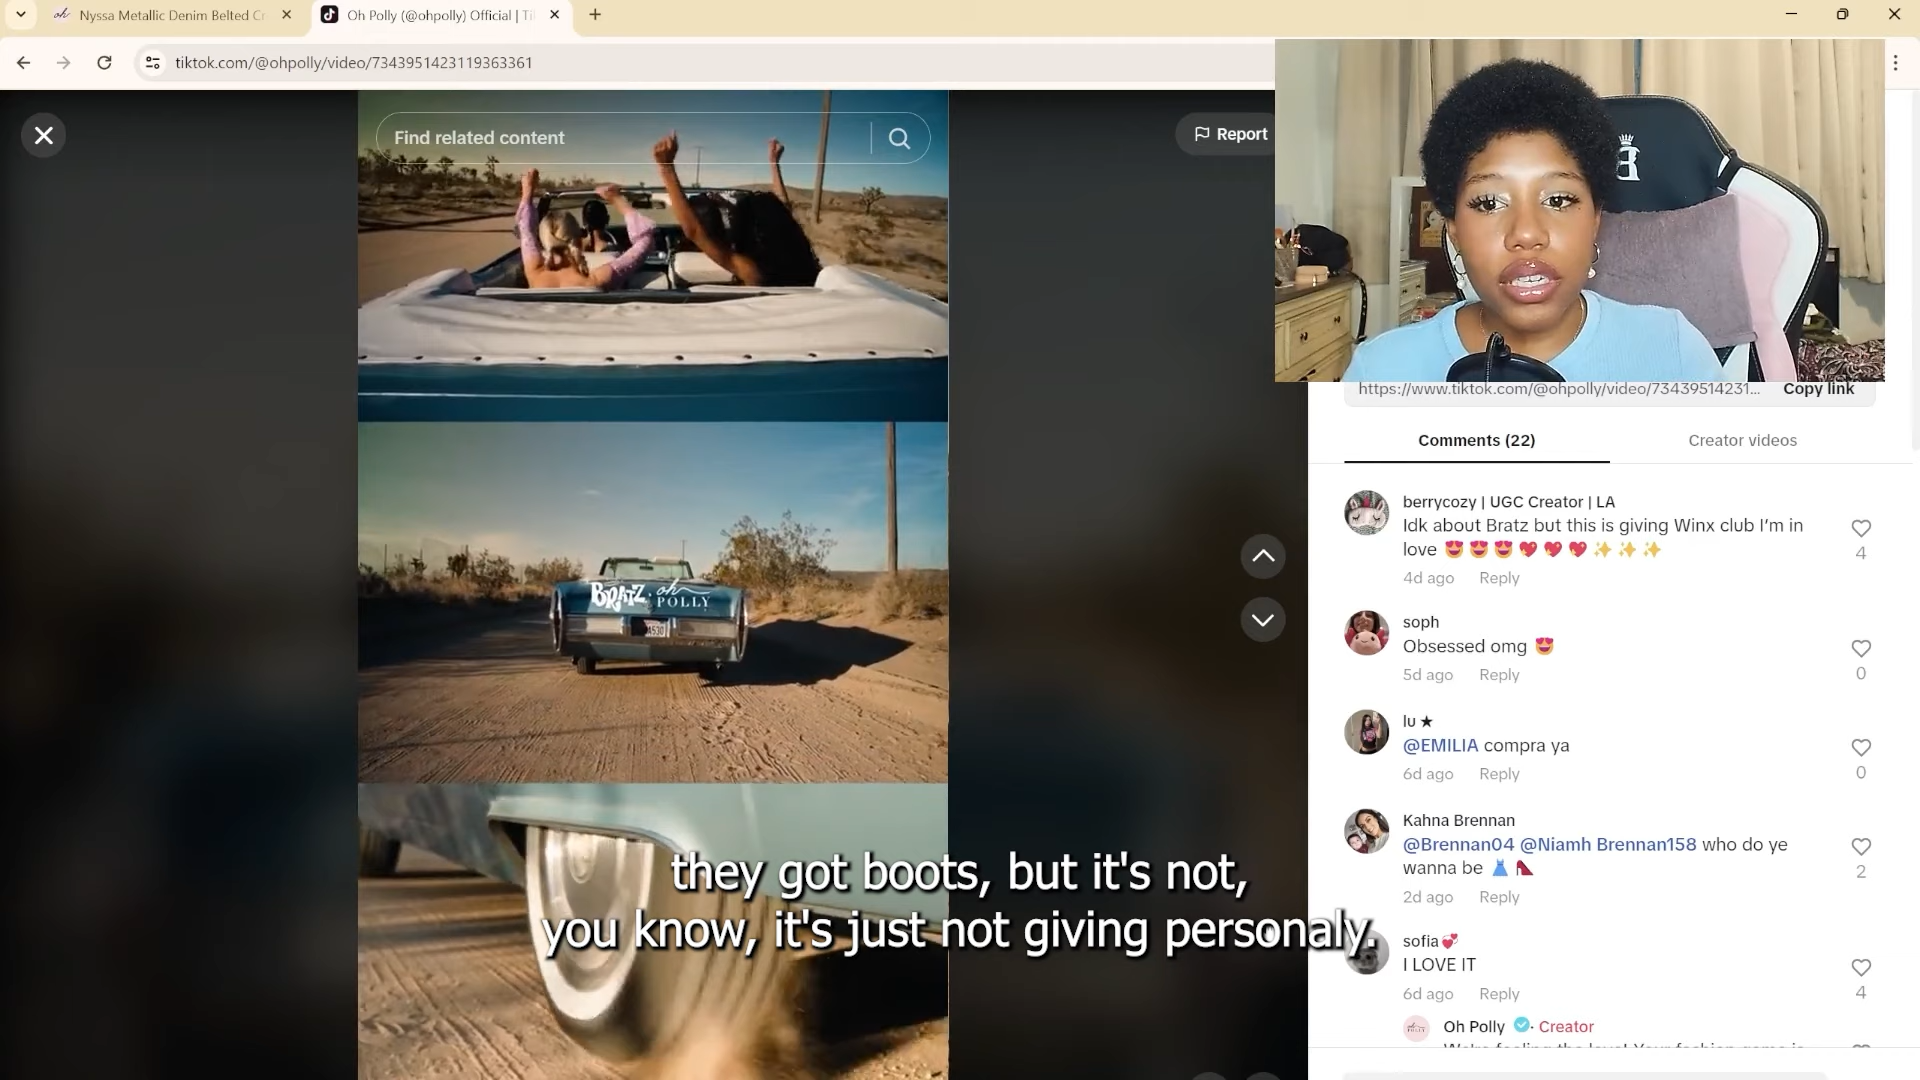 Nyssa Metallic Denim Belted Cr
Oh Polly (@ohpolly) Official | Ti
tiktok.com/@ohpolly/video/7343951423119363361
Find related content
Report
B
BRATZ · oh POLLY
they got boots, but it's not,
you know, it's just not giving personaly.
https://www.tiktok.com/@ohpolly/video/73439514231...
Copy link
Comments (22)
Creator videos
berrycozy | UGC Creator | LA
Idk about Bratz but this is giving Winx club I'm in
love 😍😍😍💖💖💖✨✨✨
4
4d ago Reply
soph
Obsessed omg 😍
0
5d ago Reply
lu ★
@EMILIA compra ya
0
6d ago Reply
Kahna Brennan
@Brennan04 @Niamh Brennan158 who do ye
wanna be 👗👠
2
2d ago Reply
sofia💞
I LOVE IT
4
6d ago Reply
Oh Polly · Creator